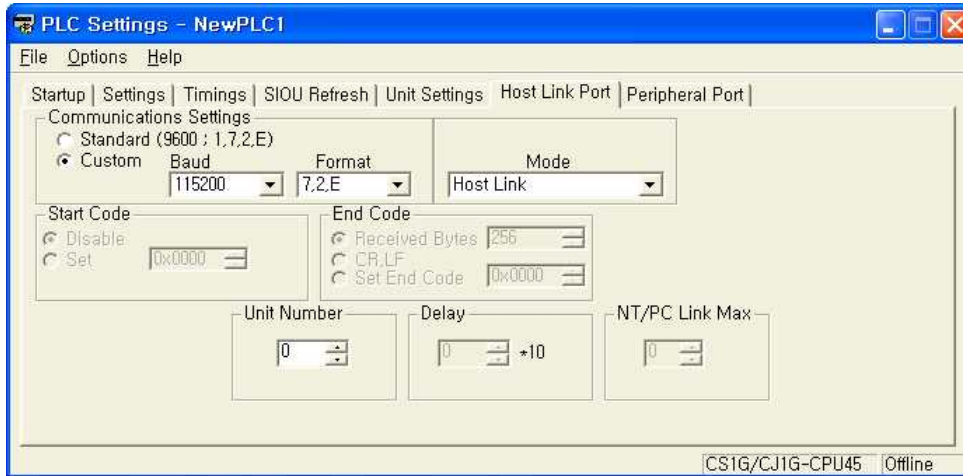 PLC Settings - NewPLC1
File Options Help
Startup Settings Timings SIOU Refresh Unit Settings Host Link Port Peripheral Port
Communications Settings
Standard (9600 ; 1,7,2,E)
Custom Baud Format Mode
115200 7,2,E Host Link
Start Code End Code
Disable Received Bytes 256
Set 0x0000 CR,LF
Set End Code 0x0000
Unit Number Delay NT/PC Link Max
0 0 *10 0
CS1G/CJ1G-CPU45 Offline